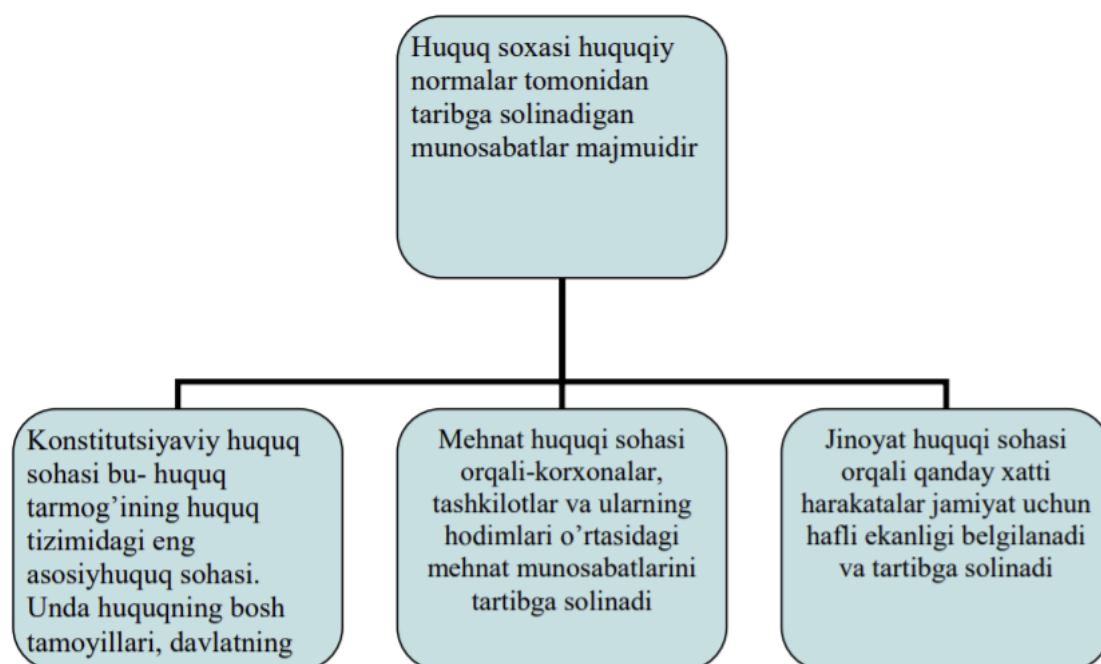 Huquq soxasi huquqiy
normalar tomonidan
taribga solinadigan
munosabatlar majmuidir
Konstitutsiyaviy huquq
sohasi bu- huquq
tarmog’ining huquq
tizimidagi eng
asosiyhuquq sohasi.
Unda huquqning bosh
tamoyillari, davlatning
Mehnat huquqi sohasi
orqali-korxonalar,
tashkilotlar va ularning
hodimlari o’rtasidagi
mehnat munosabatlarini
tartibga solinadi
Jinoyat huquqi sohasi
orqali qanday xatti
harakatalar jamiyat uchun
hafli ekanligi belgilanadi
va tartibga solinadi